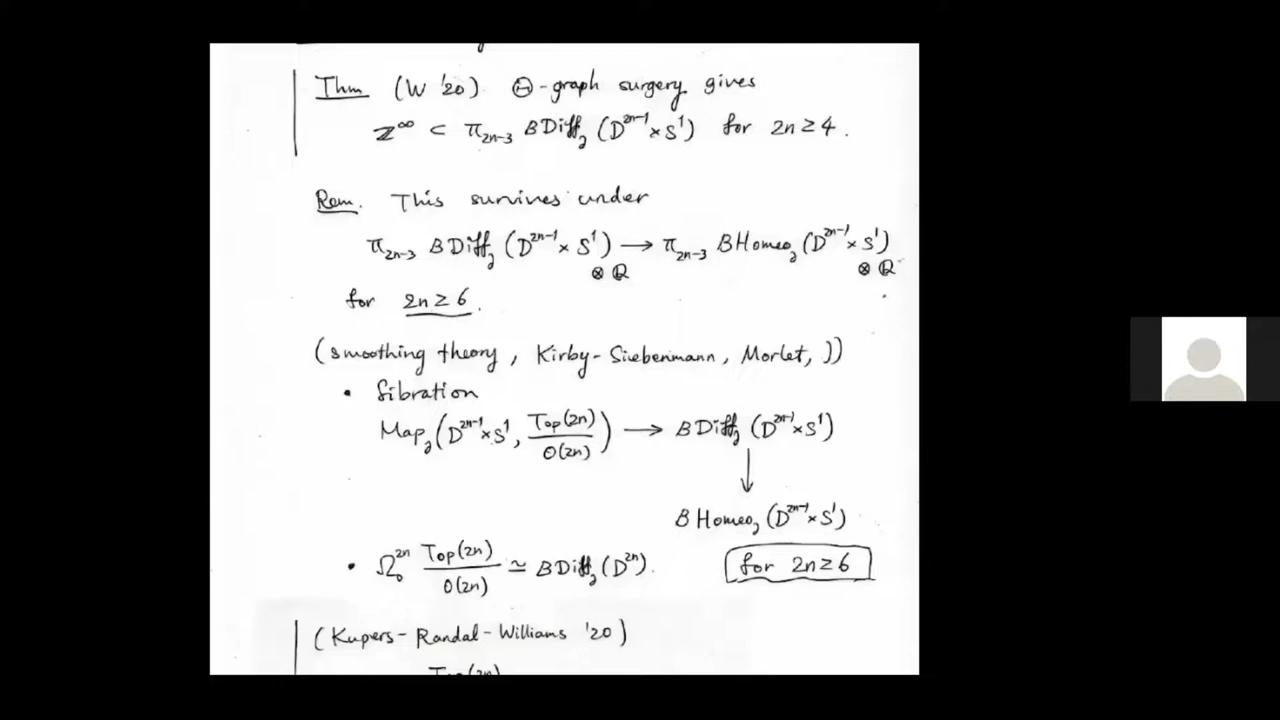 Thm (W '20). Θ-graph surgery gives
ℤ^∞ ⊂ π_{2n-3} BDiff_∂ (D^{2n-1} × S^1) for 2n ≥ 4.
Rem. This survives under
π_{2n-3} BDiff_∂ (D^{2n-1} × S^1) ⟶ π_{2n-3} BHomeo_∂ (D^{2n-1} × S^1)
⊗ ℚ ⊗ ℚ
for 2n ≥ 6.
(smoothing theory, Kirby-Siebenmann, Morlet, ))
• fibration
Map_∂ (D^{2n-1} × S^1, Top(2n)/O(2n)) ⟶ BDiff_∂ (D^{2n-1} × S^1)
↓
BHomeo_∂ (D^{2n-1} × S^1)
• Ω_0^{2n} Top(2n)/O(2n) ≃ BDiff_∂ (D^{2n}). for 2n ≥ 6
(Kupers-Randal-Williams '20)
Top(2n)